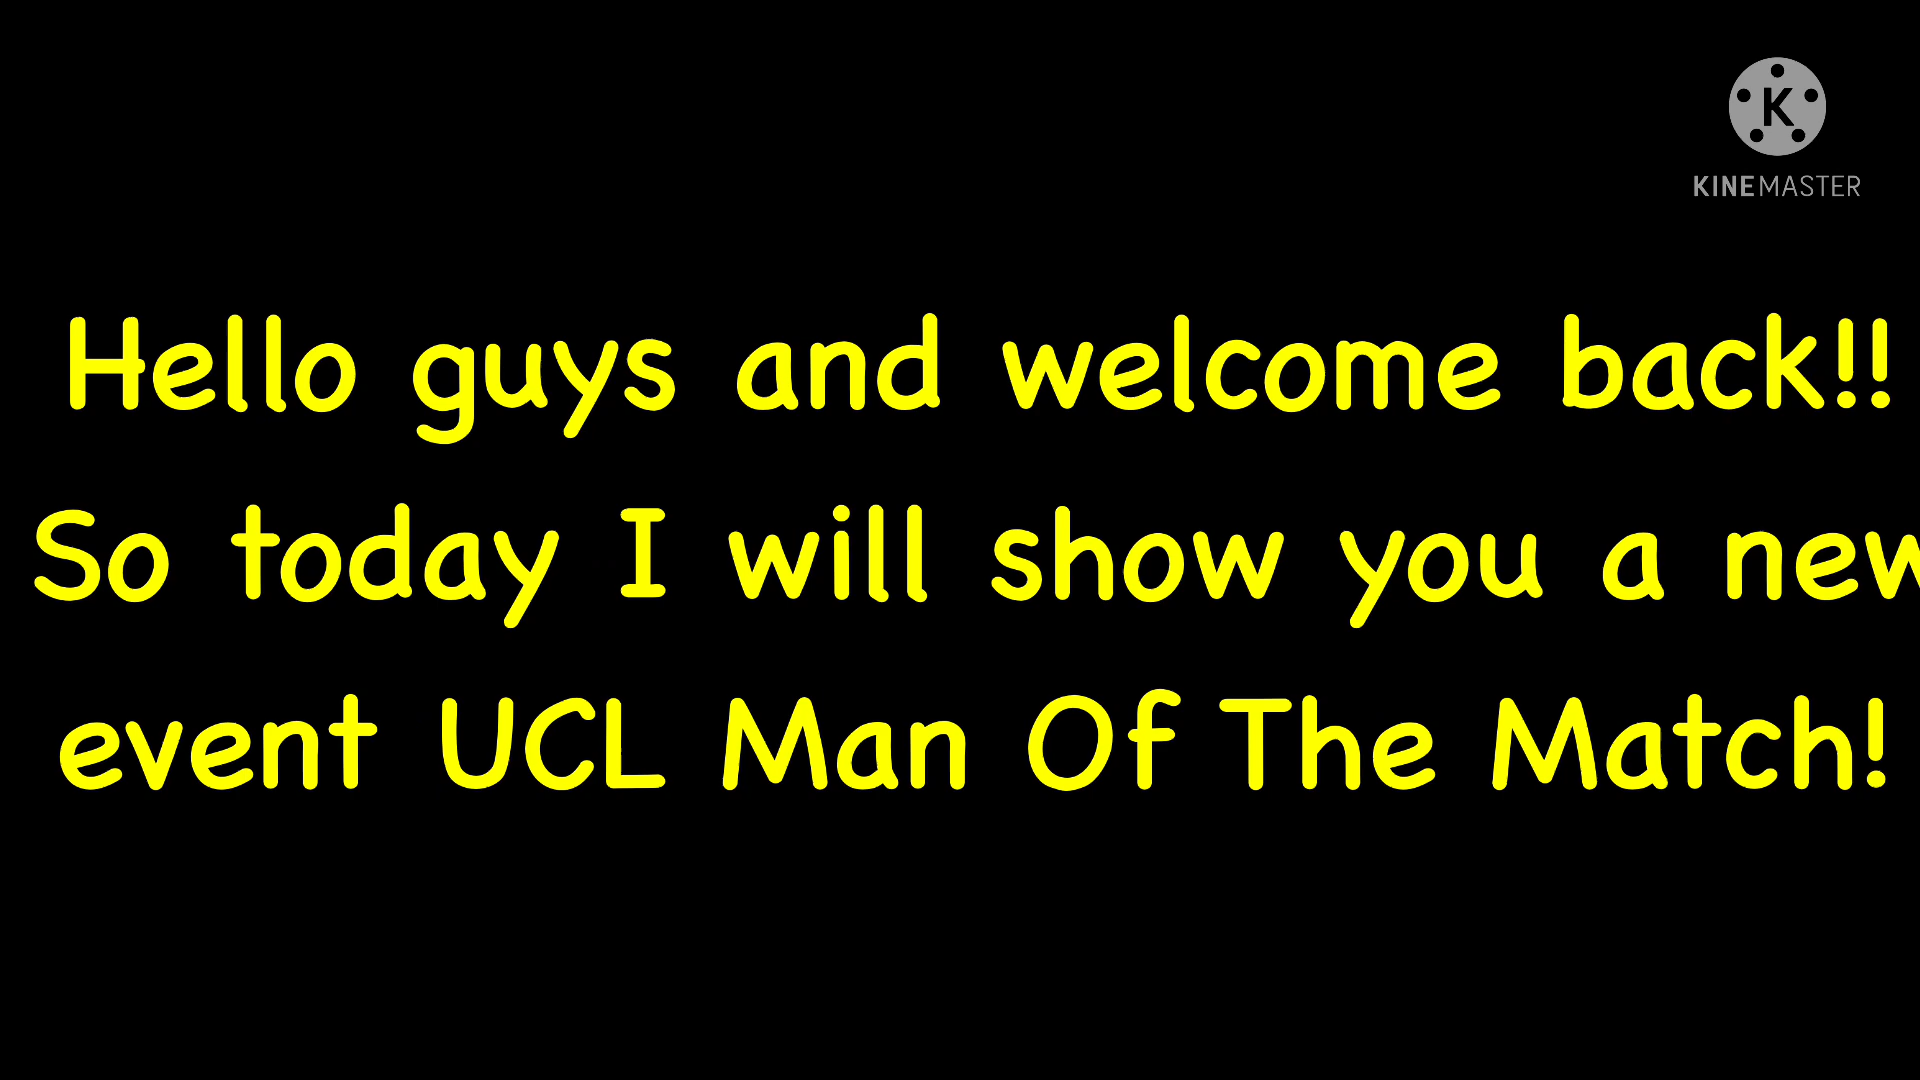 K
KINEMASTER
Hello guys and welcome back!!
So today I will show you a new
event UCL Man Of The Match!